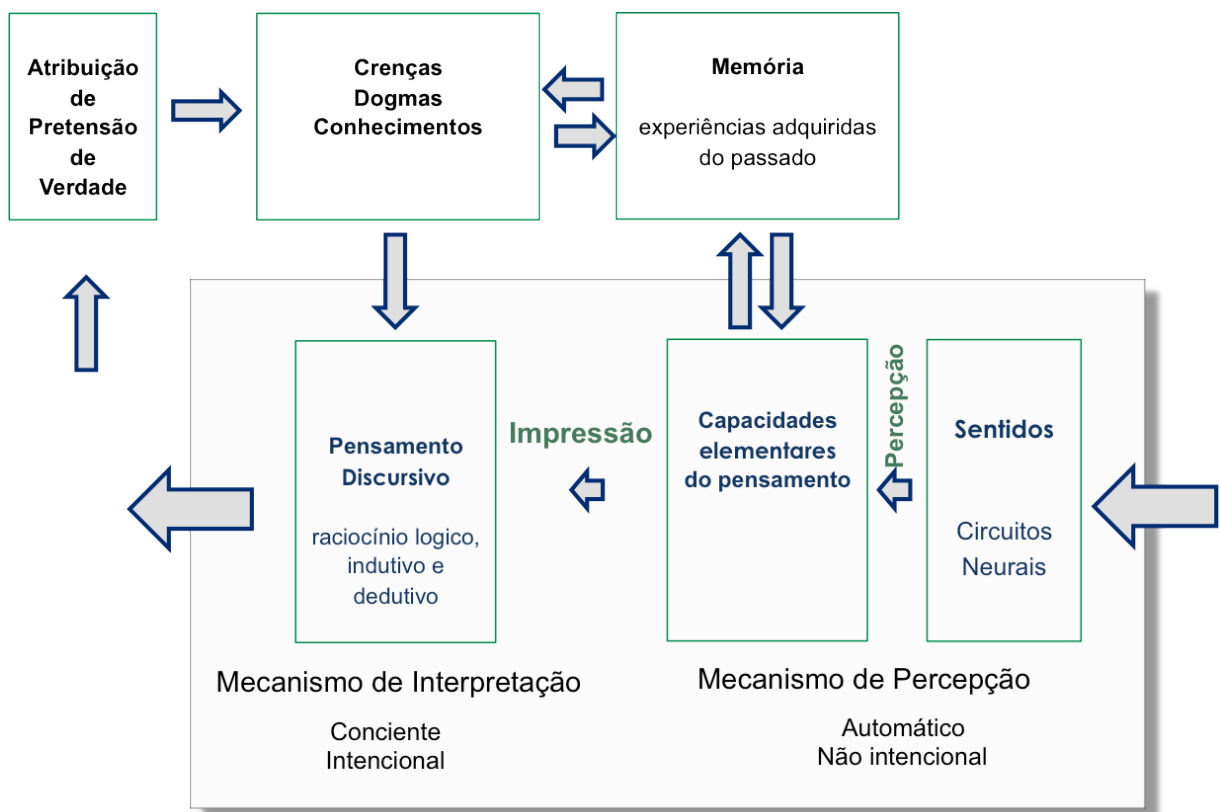 Atribuição
de
Pretensão
de
Verdade
Crenças
Dogmas
Conhecimentos
Memória
experiências adquiridas
do passado
Pensamento
Discursivo
raciocínio logico,
indutivo e
dedutivo
Impressão
Capacidades
elementares
do pensamento
Percepção
Sentidos
Circuitos
Neurais
Mecanismo de Interpretação
Conciente
Intencional
Mecanismo de Percepção
Automático
Não intencional